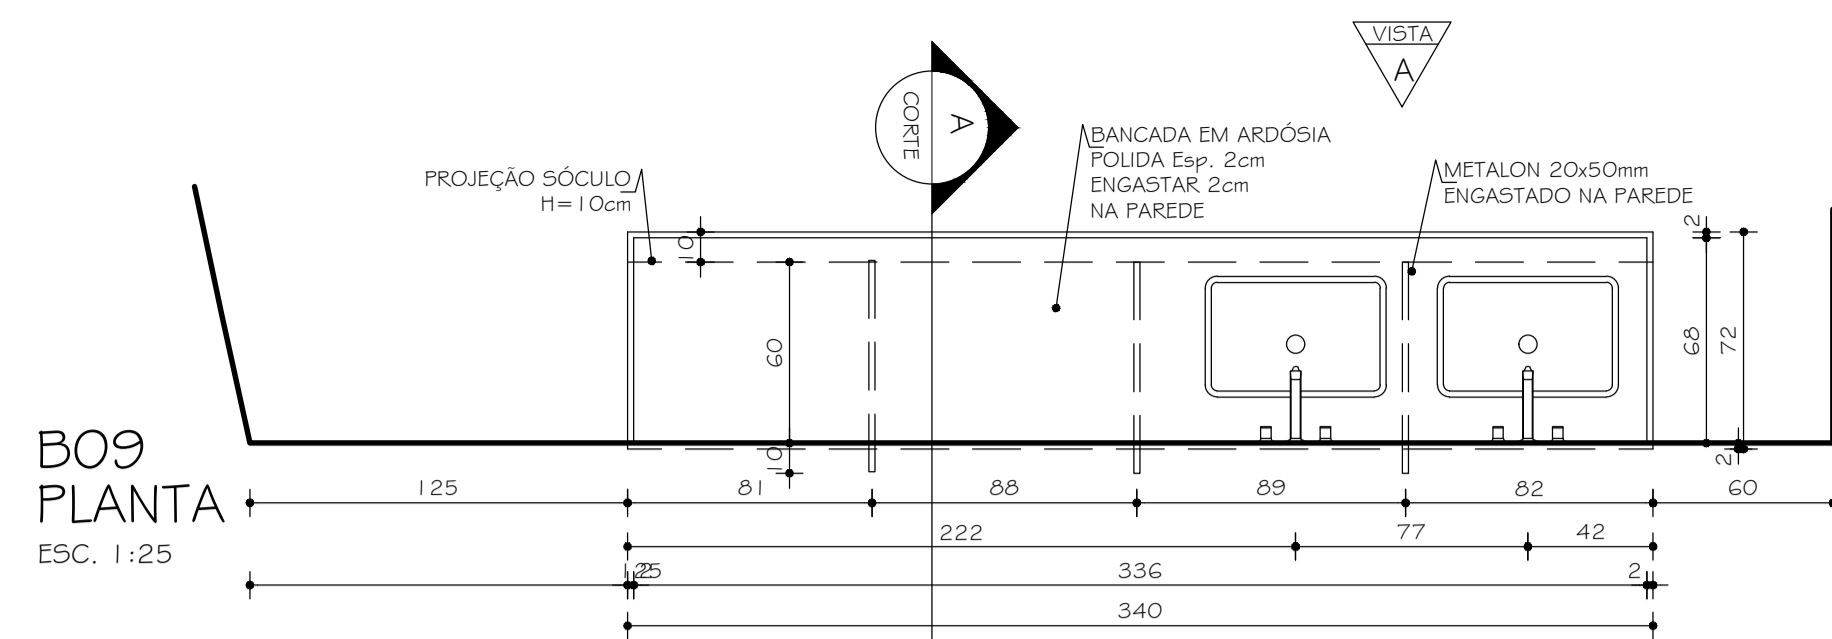 VISTA
A
CORTE
A
BANCADA EM ARDÓSIA
POLIDA Esp. 2cm
ENGASTAR 2cm
NA PAREDE
METALON 20x50mm
ENGASTADO NA PAREDE
PROJEÇÃO SÓCULO
H=10cm
10
60
10
2
68
72
2
B09
PLANTA
ESC. 1:25
125
81
88
89
82
60
222
77
42
125
2
336
2
340